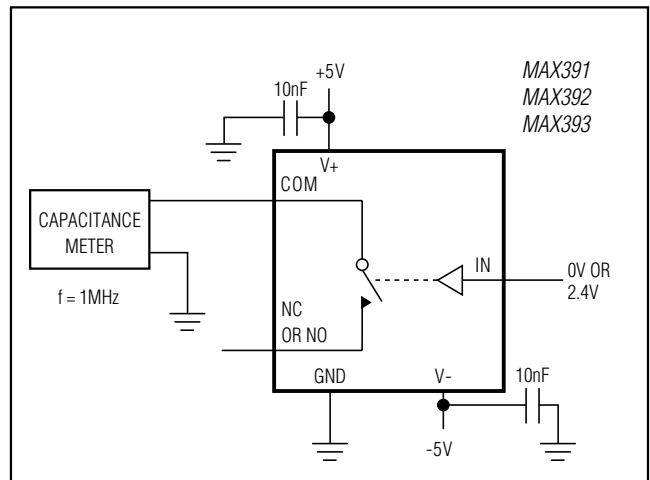 MAX391
MAX392
MAX393
+5V
10nF
V+
COM
CAPACITANCE
METER
f = 1MHz
IN
0V OR
2.4V
NC
OR NO
GND
V-
10nF
-5V